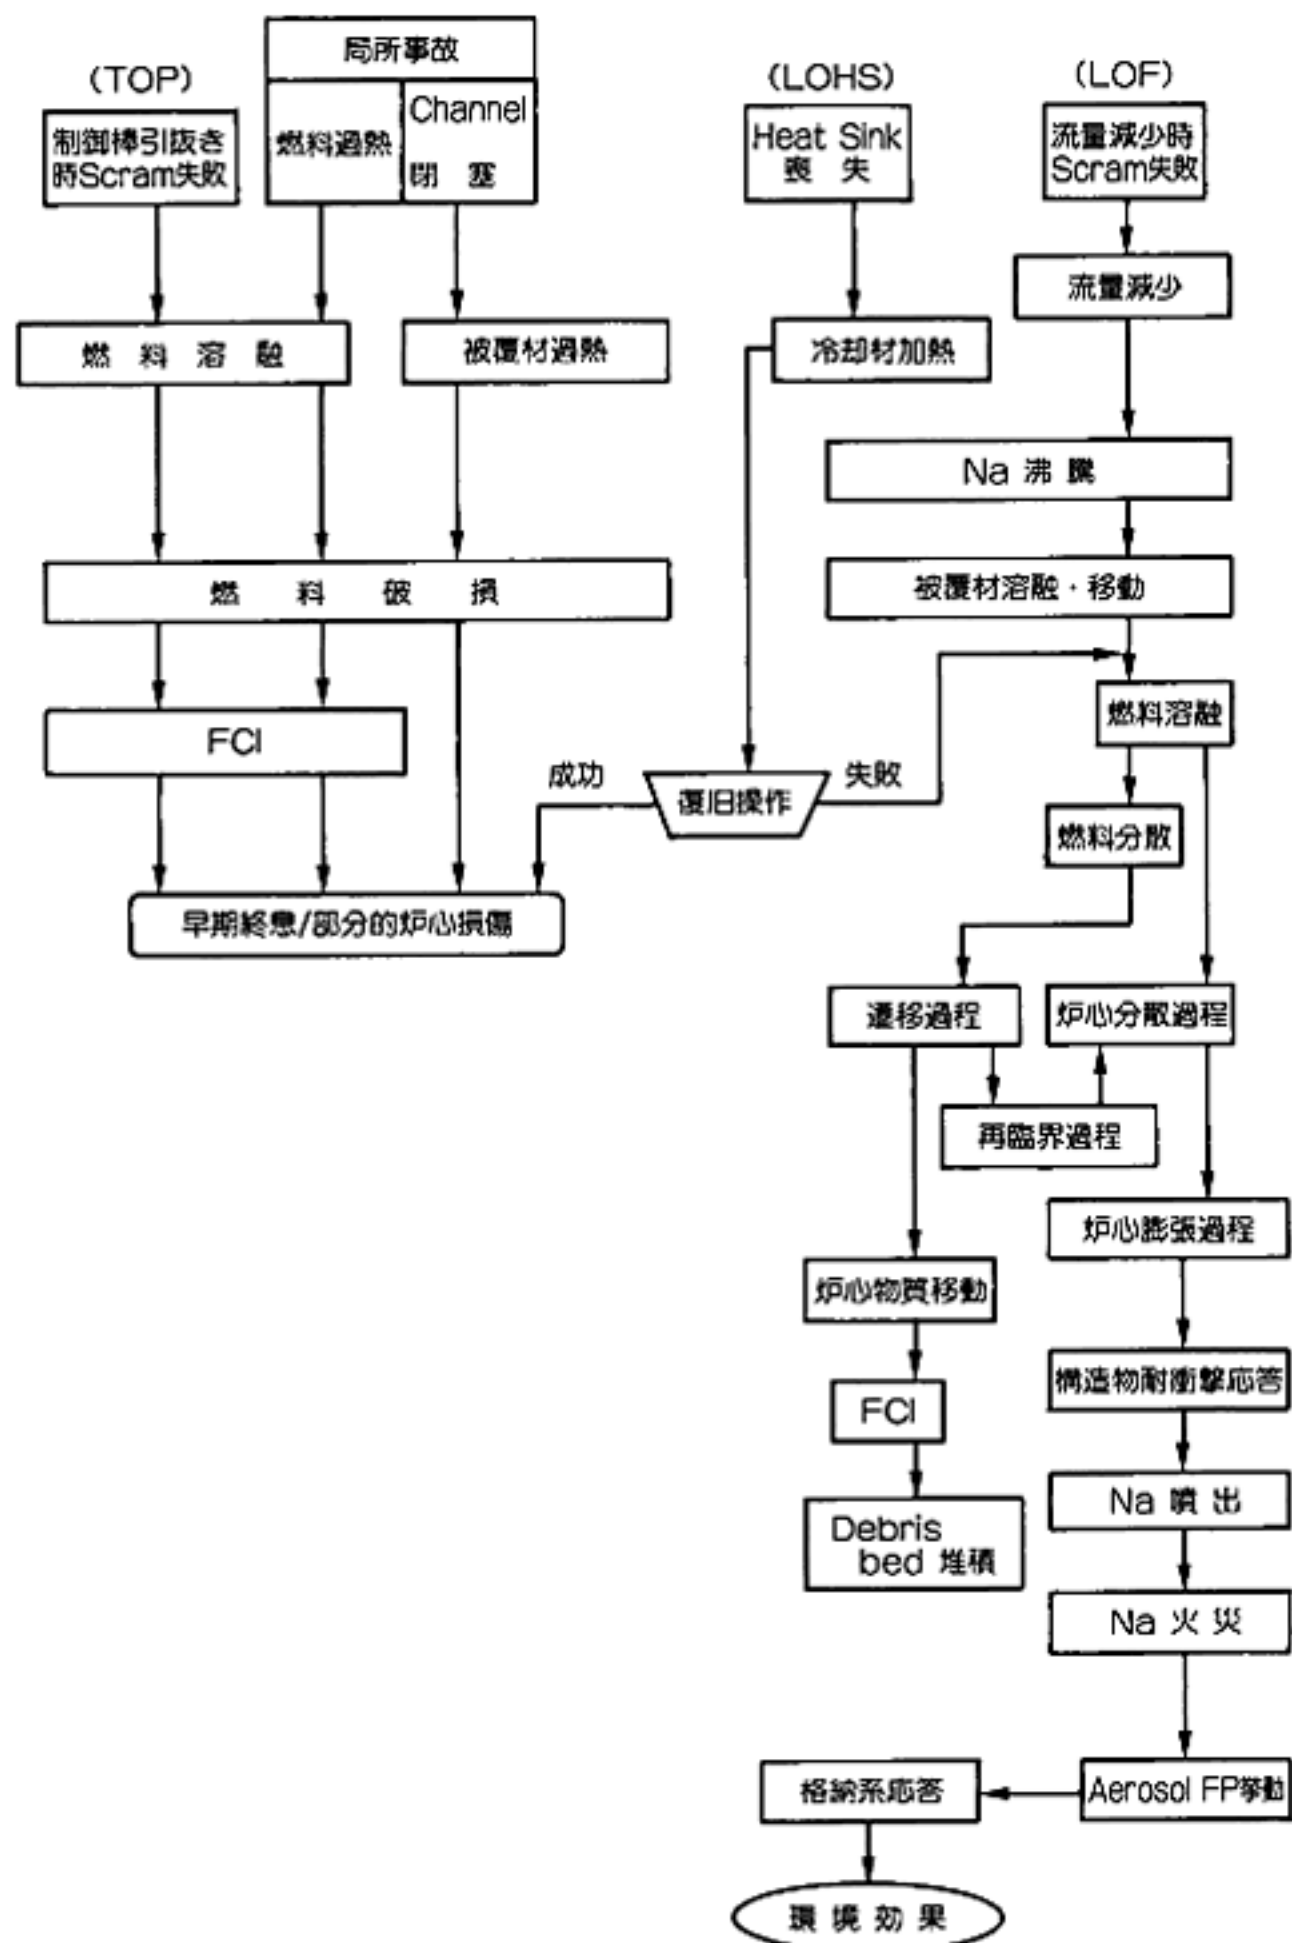 局所事故
(TOP)
制御棒引抜き
時Scram失敗
燃料過熱
Channel
閉塞
(LOHS)
Heat Sink
喪失
(LOF)
流量減少時
Scram失敗
流量減少
燃料溶融
被覆材過熱
冷却材加熱
Na 沸騰
燃料破損
被覆材溶融・移動
燃料溶融
FCI
成功
復旧操作
失敗
燃料分散
早期終息/部分的炉心損傷
遷移過程
炉心分散過程
再臨界過程
炉心膨張過程
炉心物質移動
構造物耐衝撃応答
FCI
Na 噴出
Debris
bed 堆積
Na 火災
格納系応答
Aerosol FP挙動
環境効果